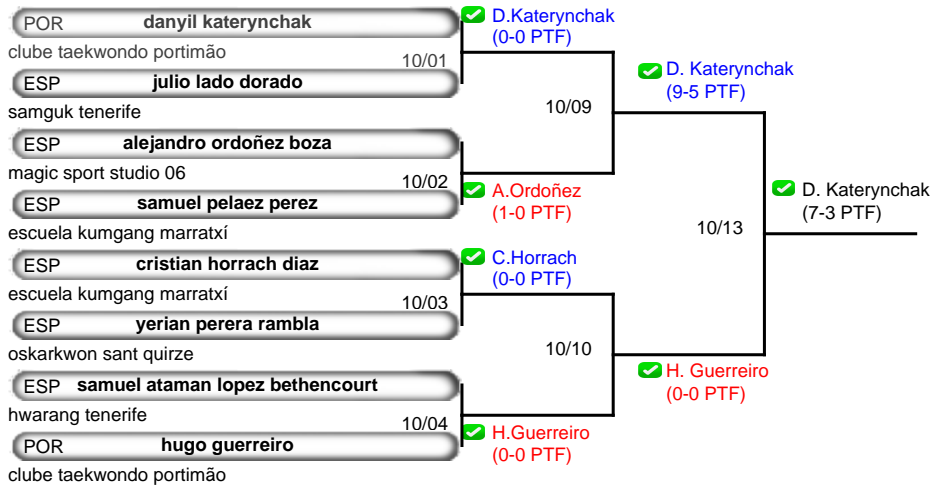 POR danyil katerynchak
clube taekwondo portimão
10/01
ESP julio lado dorado
samguk tenerife
ESP alejandro ordoñez boza
magic sport studio 06
10/02
ESP samuel pelaez perez
escuela kumgang marratxí
ESP cristian horrach diaz
escuela kumgang marratxí
10/03
ESP yerian perera rambla
oskarkwon sant quirze
ESP samuel ataman lopez bethencourt
hwarang tenerife
10/04
POR hugo guerreiro
clube taekwondo portimão
D.Katerynchak
(0-0 PTF)
10/09
A.Ordoñez
(1-0 PTF)
C.Horrach
(0-0 PTF)
10/10
H.Guerreiro
(0-0 PTF)
D. Katerynchak
(9-5 PTF)
10/13
H. Guerreiro
(0-0 PTF)
D. Katerynchak
(7-3 PTF)